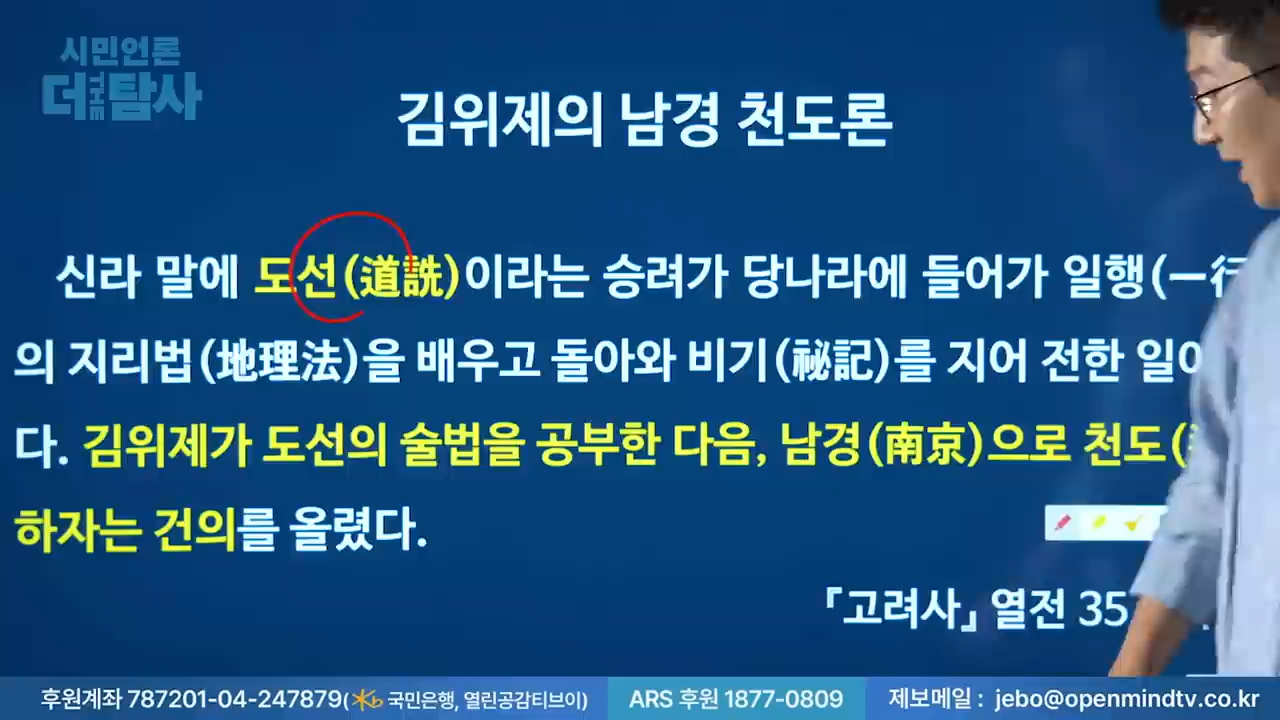 시민언론
더탐사
김위제의 남경 천도론
신라 말에 도선(道詵)이라는 승려가 당나라에 들어가 일행(一行
의 지리법(地理法)을 배우고 돌아와 비기(祕記)를 지어 전한 일이
다. 김위제가 도선의 술법을 공부한 다음, 남경(南京)으로 천도(
하자는 건의를 올렸다.
「고려사」 열전 35
후원계좌 787201-04-247879( 국민은행, 열린공감티브이) ARS 후원 1877-0809 제보메일 : jebo@openmindtv.co.kr